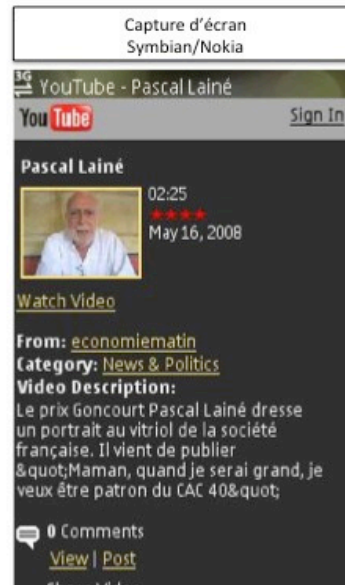 Capture d’écran
Symbian/Nokia
3G
YouTube - Pascal Lainé
YouTube
Sign In
Pascal Lainé
02:25
May 16, 2008
Watch Video
From: economiematin
Category: News & Politics
Video Description:
Le prix Goncourt Pascal Lainé dresse
un portrait au vitriol de la société
française. Il vient de publier
&quot;Maman, quand je serai grand, je
veux être patron du CAC 40&quot;
0 Comments
View | Post